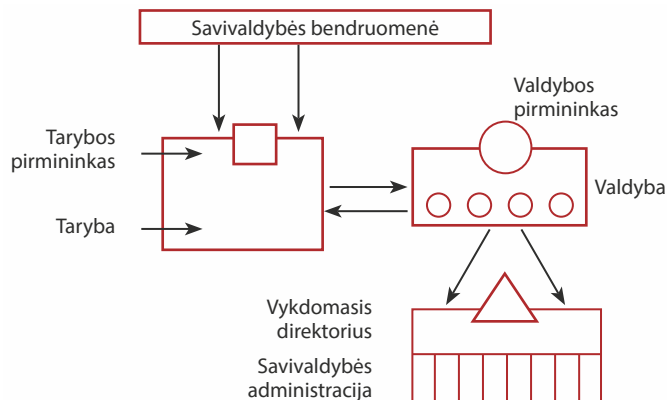 Savivaldybės bendruomenė
Valdybos
pirmininkas
Tarybos
pirmininkas
Valdyba
Taryba
Vykdomasis
direktorius
Savivaldybės
administracija